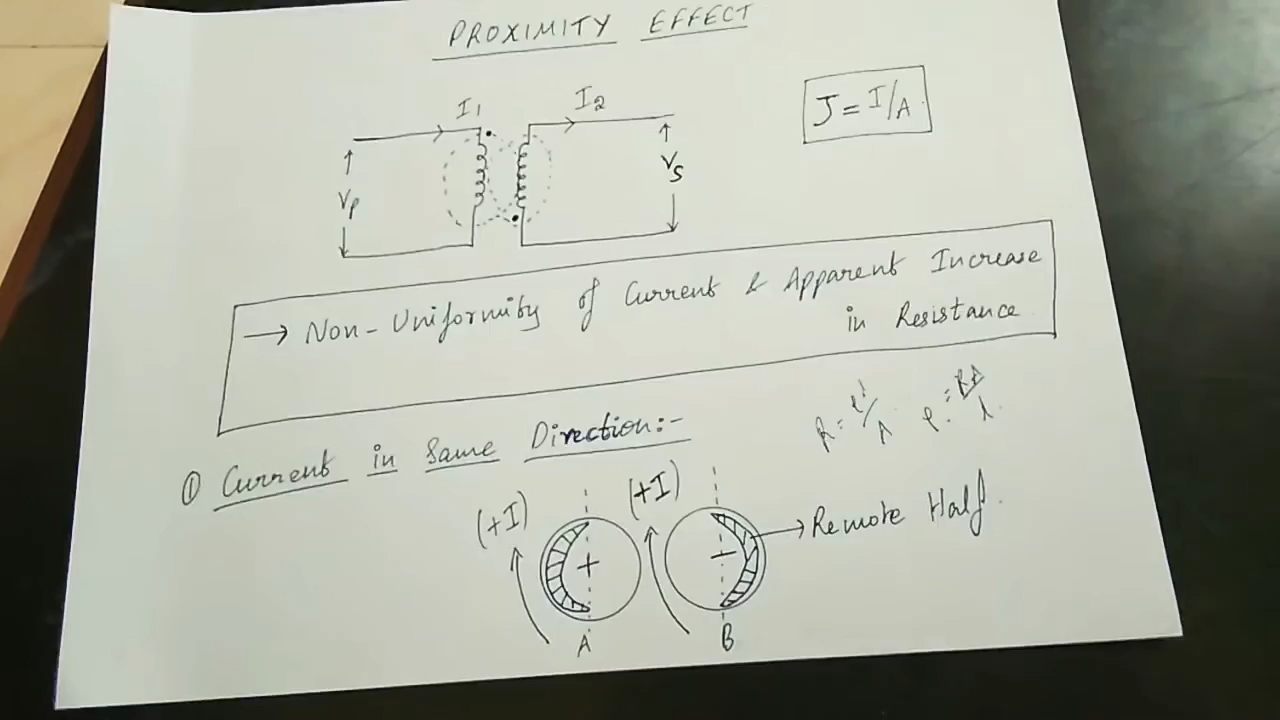 PROXIMITY EFFECT
I1
I2
J = I/A
Vp
Vs
→ Non-Uniformity of Current & Apparent Increase
in Resistance
① Current in Same Direction:-
(+I)
(+I)
+
→ Remote Half.
A
B